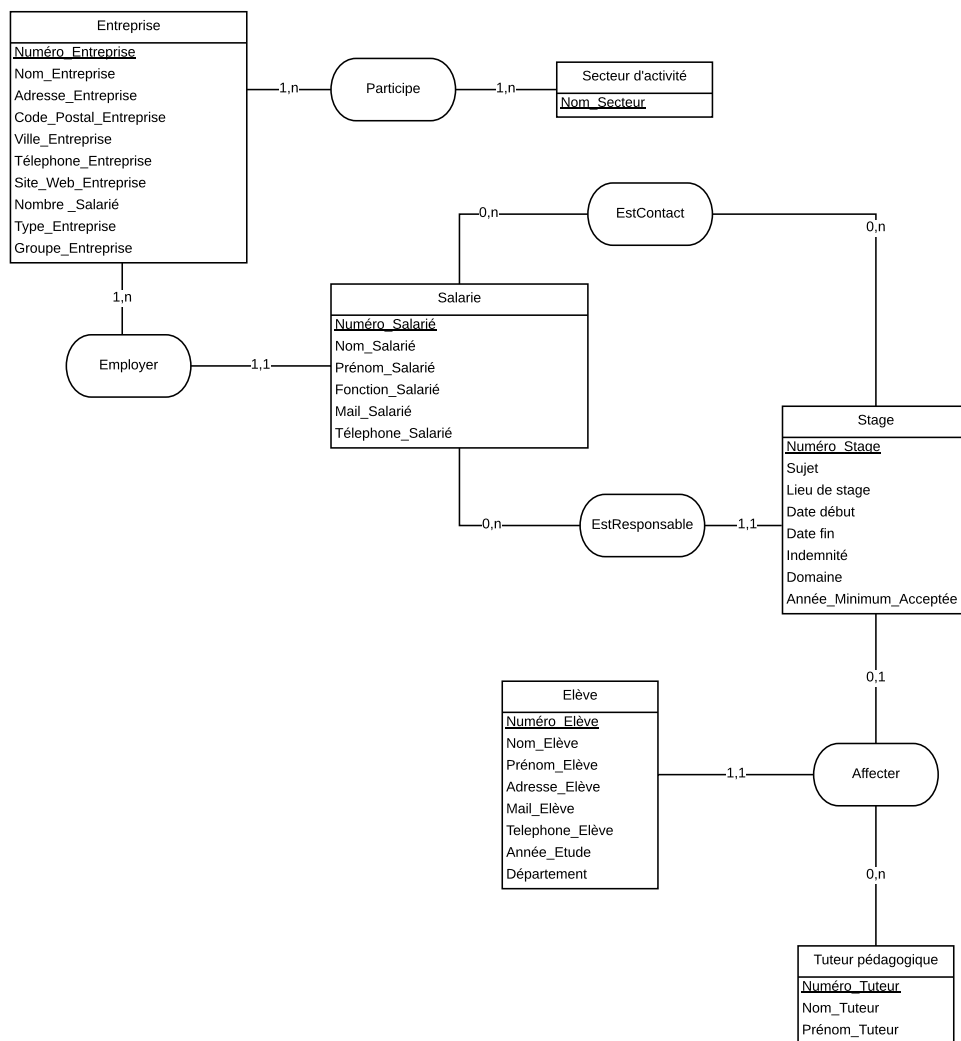 Entreprise
Numéro_Entreprise
Nom_Entreprise
Adresse_Entreprise
Code_Postal_Entreprise
Ville_Entreprise
Télephone_Entreprise
Site_Web_Entreprise
Nombre _Salarié
Type_Entreprise
Groupe_Entreprise
1,n
Participe
1,n
Secteur d'activité
Nom_Secteur
EstContact
0,n
0,n
1,n
Employer
1,1
Salarie
Numéro_Salarié
Nom_Salarié
Prénom_Salarié
Fonction_Salarié
Mail_Salarié
Télephone_Salarié
0,n
EstResponsable
1,1
Stage
Numéro_Stage
Sujet
Lieu de stage
Date début
Date fin
Indemnité
Domaine
Année_Minimum_Acceptée
0,1
Elève
Numéro_Elève
Nom_Elève
Prénom_Elève
Adresse_Elève
Mail_Elève
Telephone_Elève
Année_Etude
Département
1,1
Affecter
0,n
Tuteur pédagogique
Numéro_Tuteur
Nom_Tuteur
Prénom_Tuteur